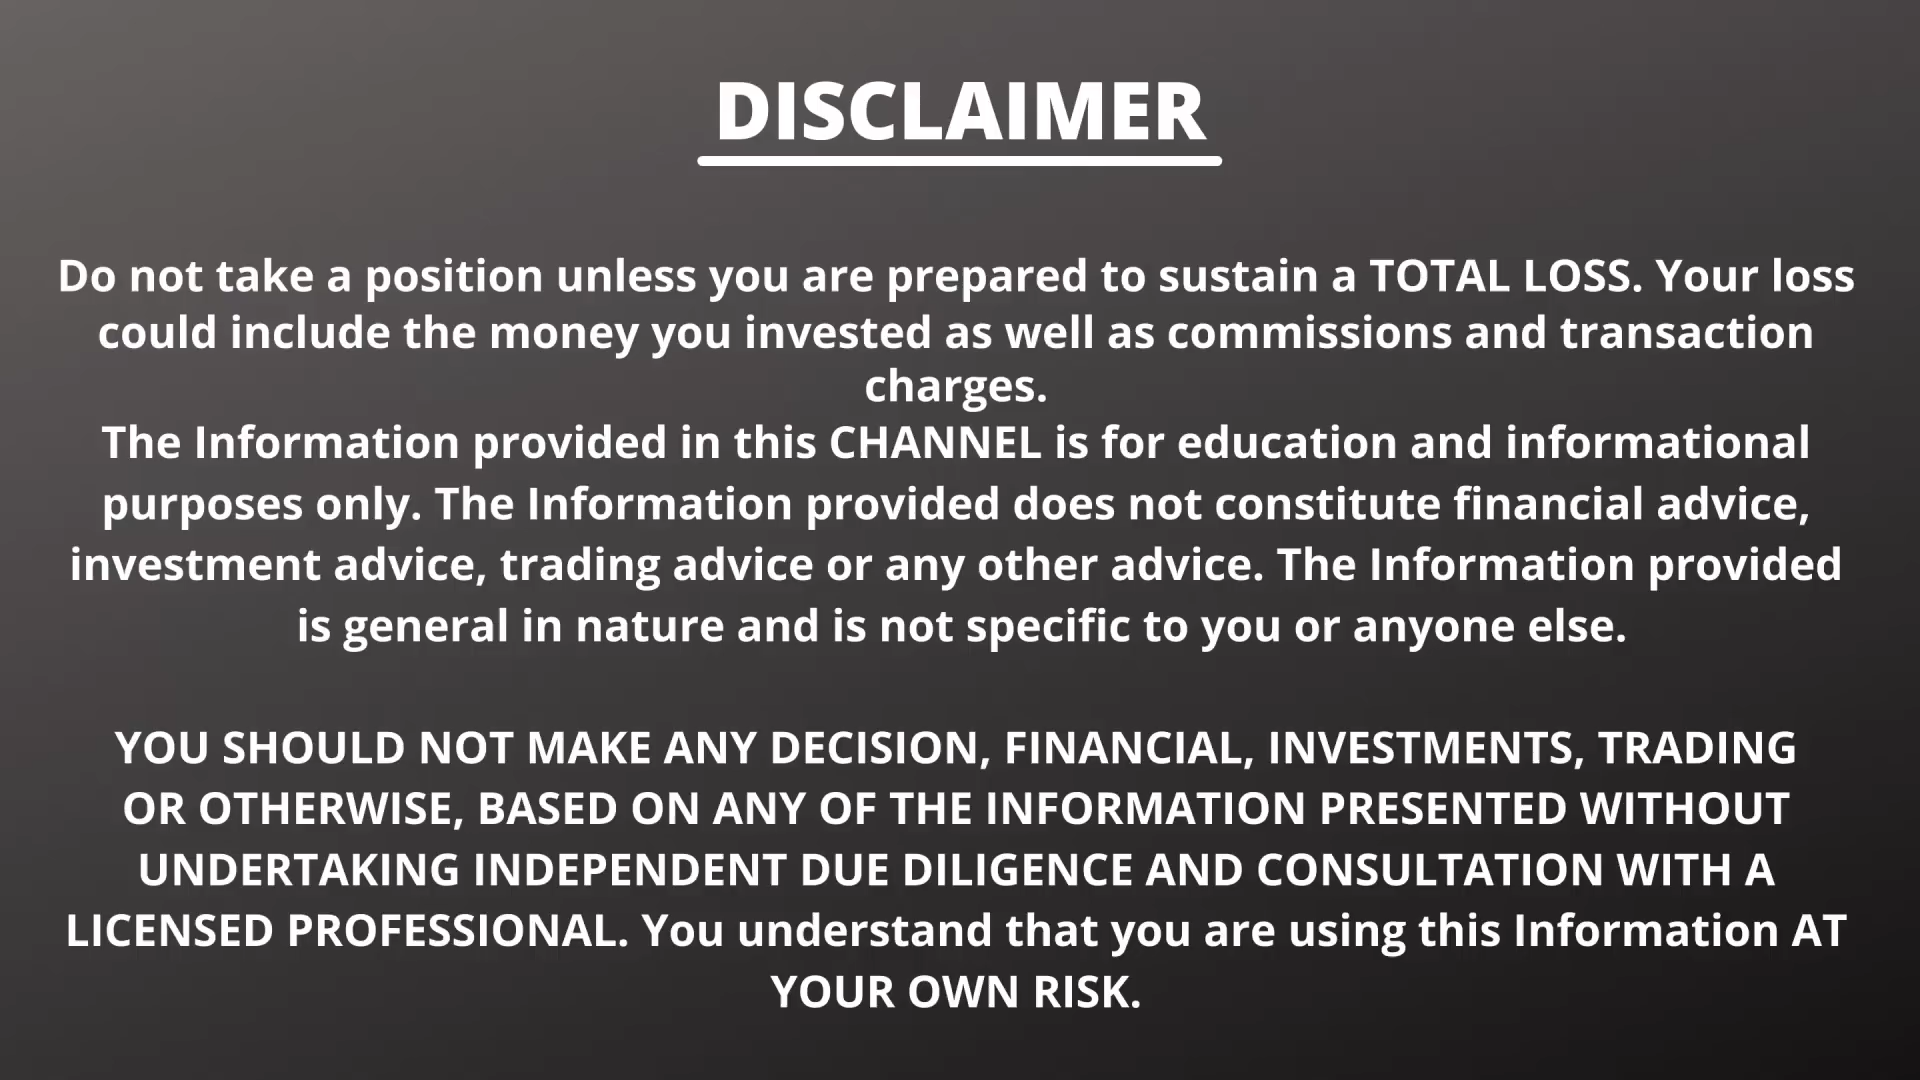 DISCLAIMER
Do not take a position unless you are prepared to sustain a TOTAL LOSS. Your loss
could include the money you invested as well as commissions and transaction
charges.
The Information provided in this CHANNEL is for education and informational
purposes only. The Information provided does not constitute financial advice,
investment advice, trading advice or any other advice. The Information provided
is general in nature and is not specific to you or anyone else.
YOU SHOULD NOT MAKE ANY DECISION, FINANCIAL, INVESTMENTS, TRADING
OR OTHERWISE, BASED ON ANY OF THE INFORMATION PRESENTED WITHOUT
UNDERTAKING INDEPENDENT DUE DILIGENCE AND CONSULTATION WITH A
LICENSED PROFESSIONAL. You understand that you are using this Information AT
YOUR OWN RISK.